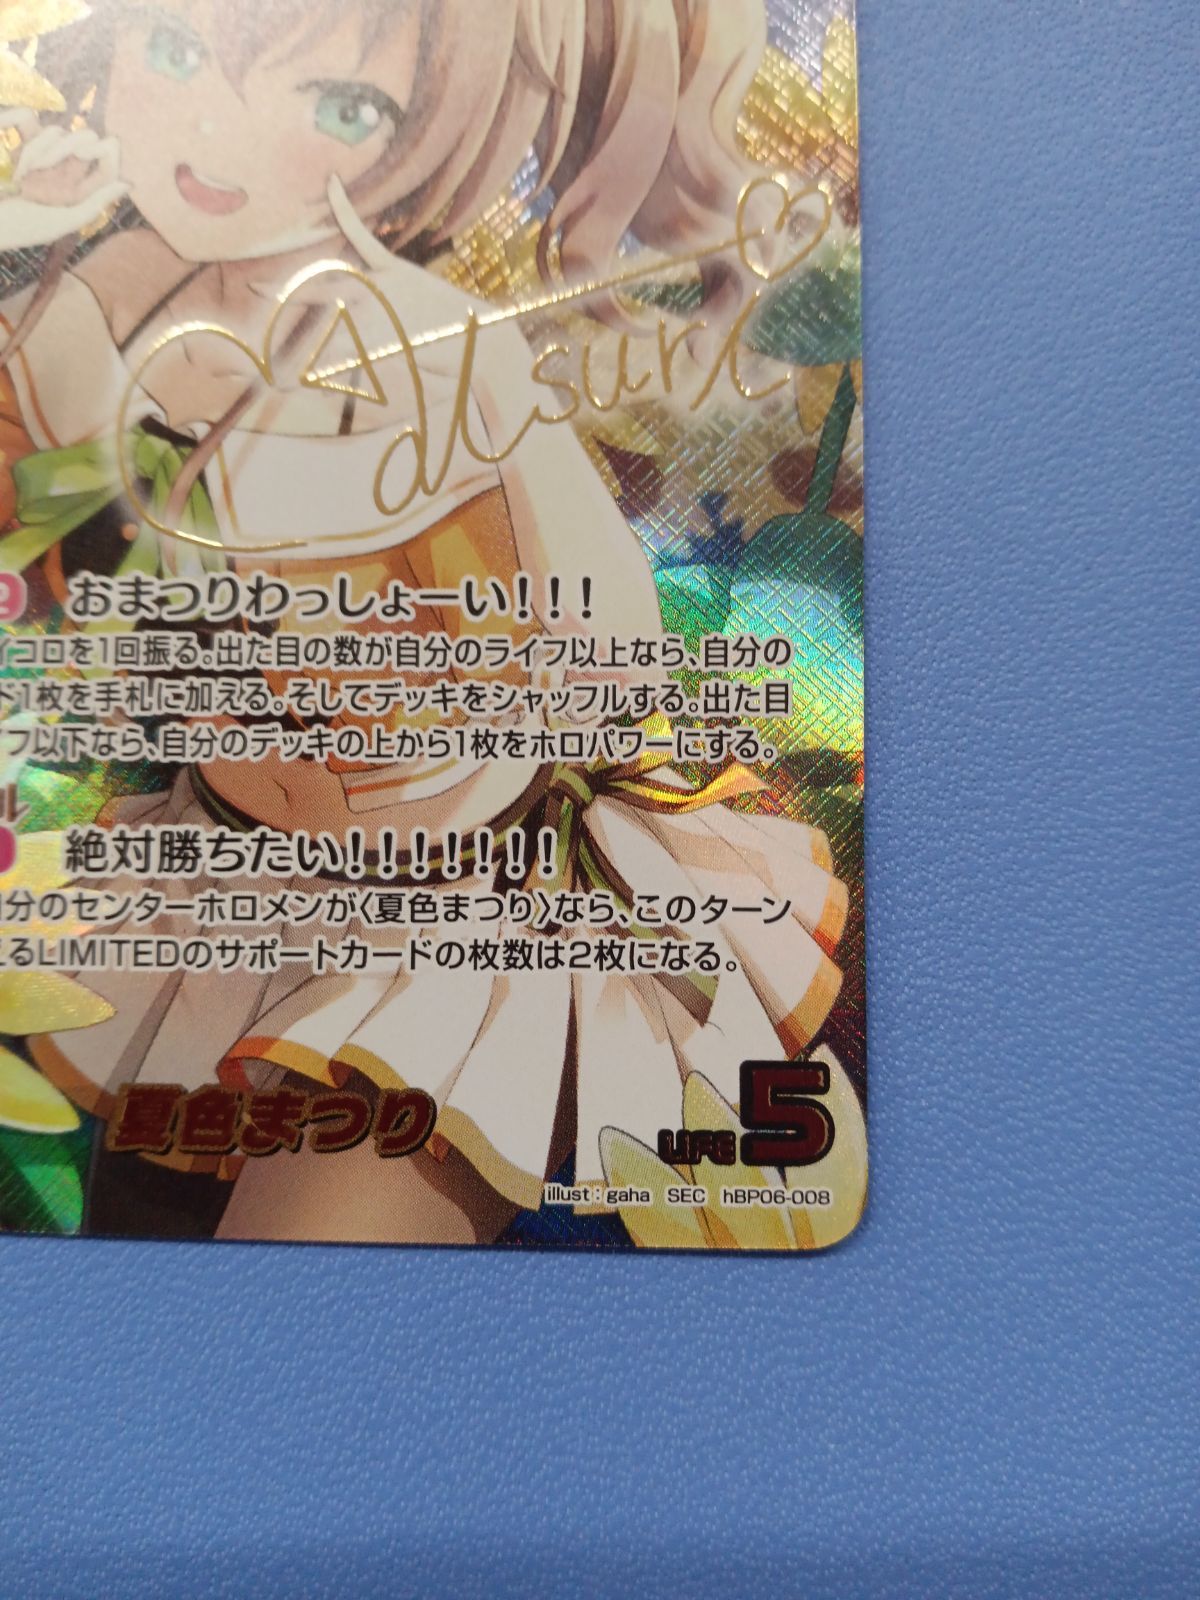 Matsuri
おまつりわっしょーい！！！
イコロを1回振る。出た目の数が自分のライフ以上なら、自分の
ド1枚を手札に加える。そしてデッキをシャッフルする。出た目
イフ以下なら、自分のデッキの上から1枚をホロパワーにする。
ル
絶対勝ちたい！！！！！！！
自分のセンターホロメンが〈夏色まつり〉なら、このターン
えるLIMITEDのサポートカードの枚数は2枚になる。
夏色まつり
LIFE 5
illust：gaha SEC hBP06-008